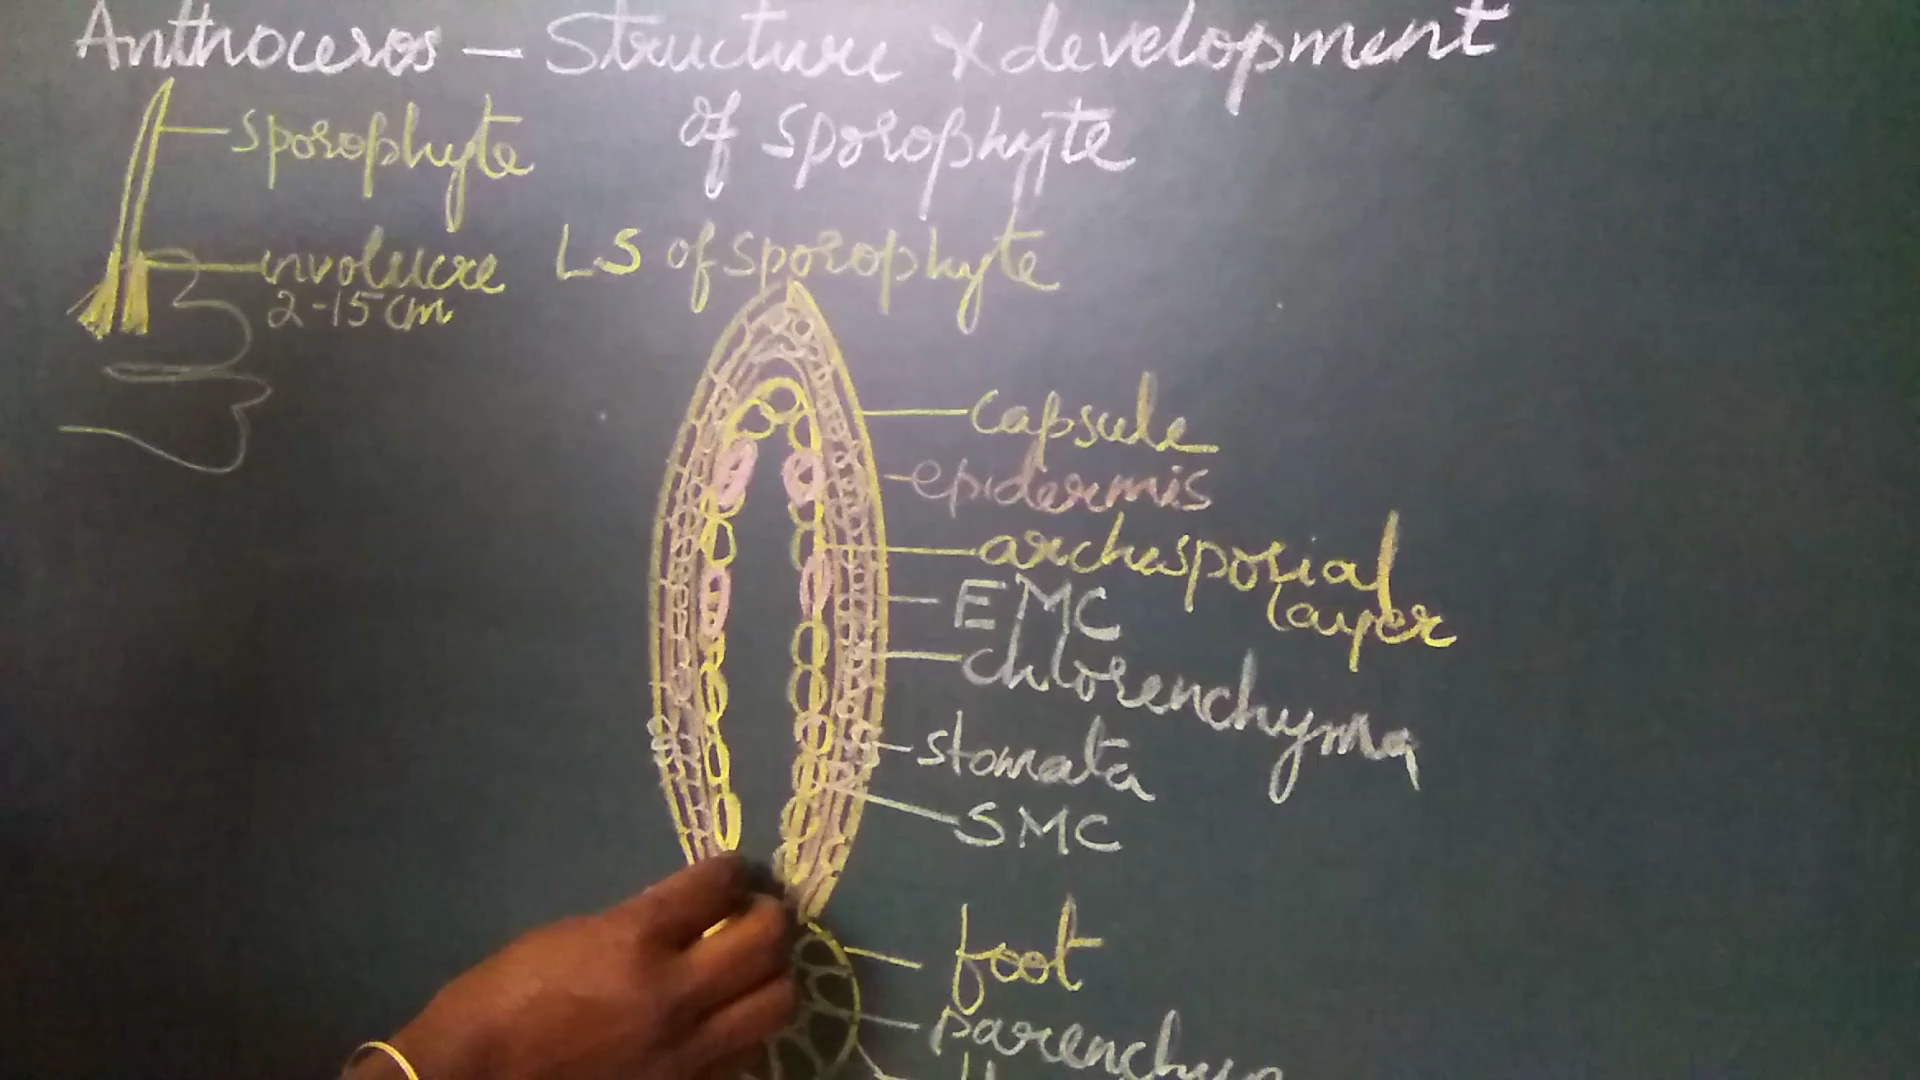 Anthoceros – Structure & development
of sporophyte
sporophyte
involucre
2-15 cm
LS of sporophyte
capsule
epidermis
archesporial
layer
EMC
chlorenchyma
stomata
SMC
foot